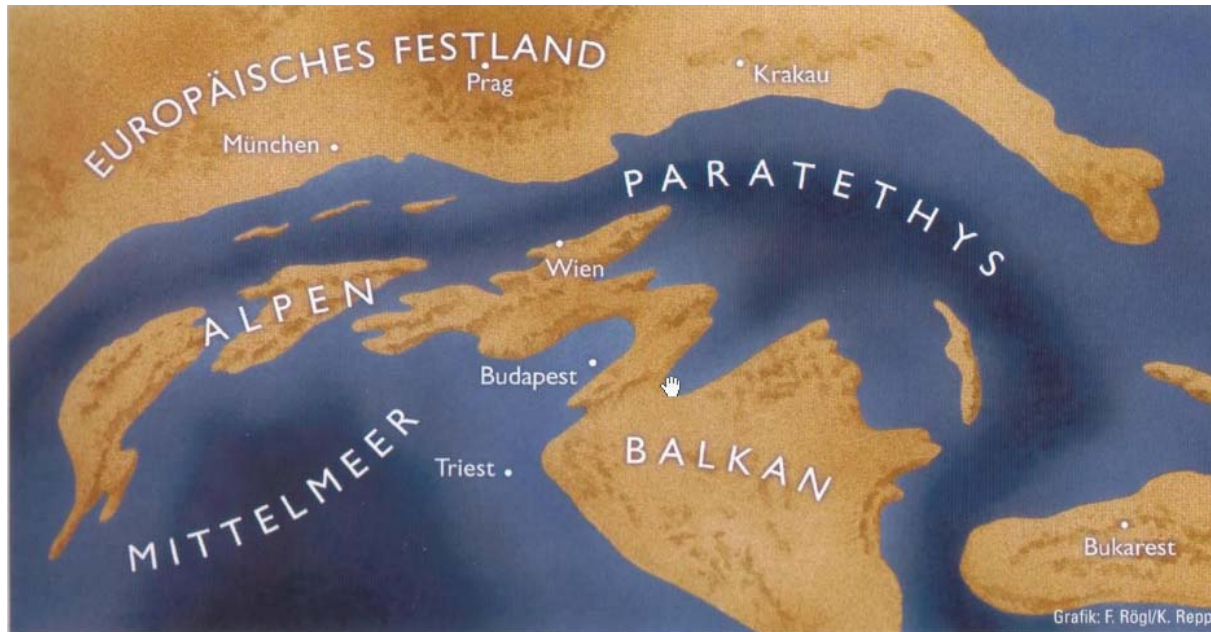 EUROPÄISCHES FESTLAND
Prag
Krakau
München
PARATETHYS
Wien
ALPEN
Budapest
MITTELMEER
Triest
BALKAN
Bukarest
Grafik: F. Rögl/K. Repp